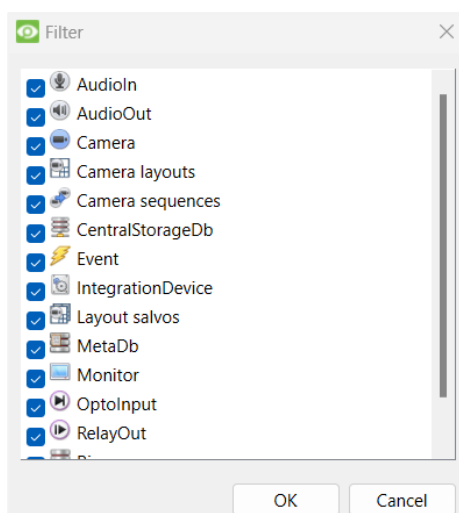 Filter
AudioIn
AudioOut
Camera
Camera layouts
Camera sequences
CentralStorageDb
Event
IntegrationDevice
Layout salvos
MetaDb
Monitor
OptoInput
RelayOut
OK
Cancel